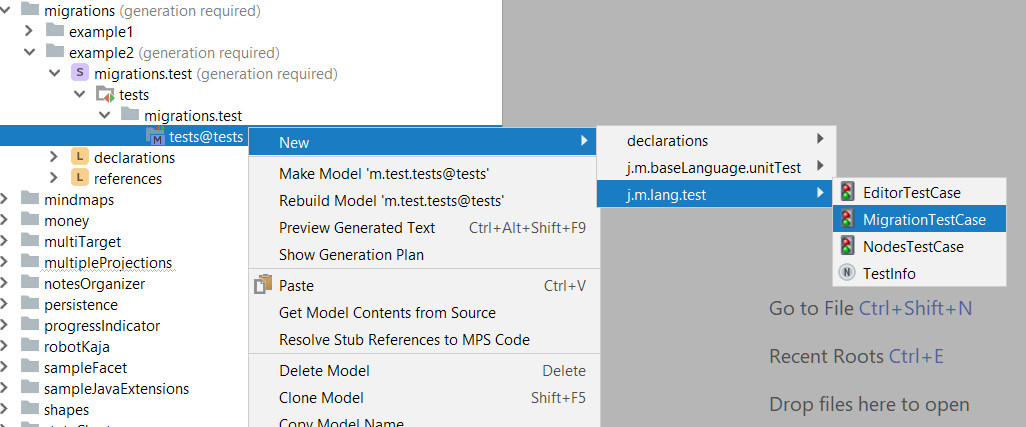 migrations (generation required)
example1
example2 (generation required)
migrations.test (generation required)
tests
migrations.test
tests@tests
declarations
references
mindmaps
money
multiTarget
multipleProjections
notesOrganizer
persistence
progressIndicator
robotKaja
sampleFacet
sampleJavaExtensions
shapes
New
Make Model 'm.test.tests@tests'
Rebuild Model 'm.test.tests@tests'
Preview Generated Text Ctrl+Alt+Shift+F9
Show Generation Plan
Paste Ctrl+V
Get Model Contents from Source
Resolve Stub References to MPS Code
Delete Model Delete
Clone Model Shift+F5
Copy Model Name
declarations
j.m.baseLanguage.unitTest
j.m.lang.test
EditorTestCase
MigrationTestCase
NodesTestCase
TestInfo
Go to File Ctrl+Shift+N
Recent Roots Ctrl+E
Drop files here to open